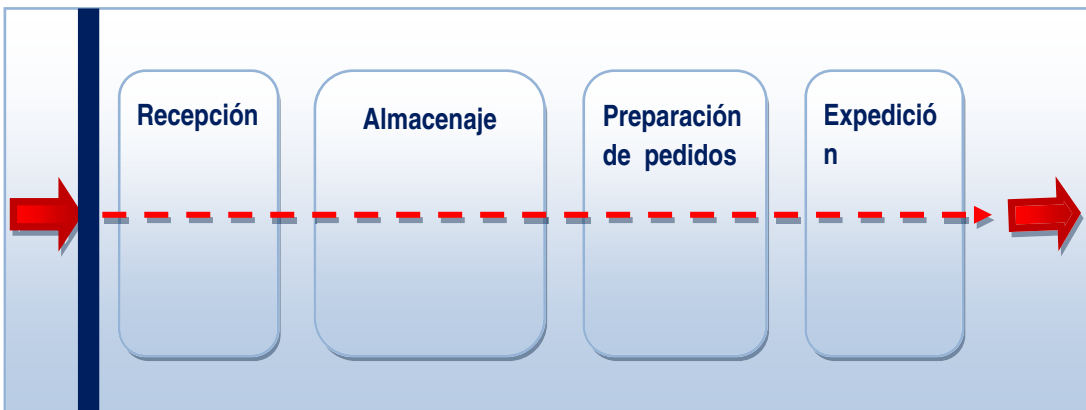 Recepción
Almacenaje
Preparación
de pedidos
Expedició
n